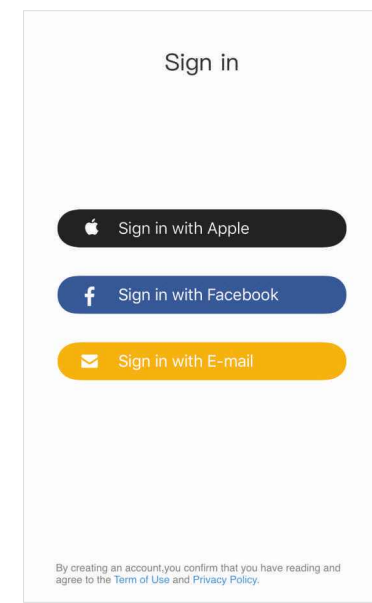 Sign in
Sign in with Apple
Sign in with Facebook
Sign in with E-mail
By creating an account,you confirm that you have reading and
agree to the Term of Use and Privacy Policy.